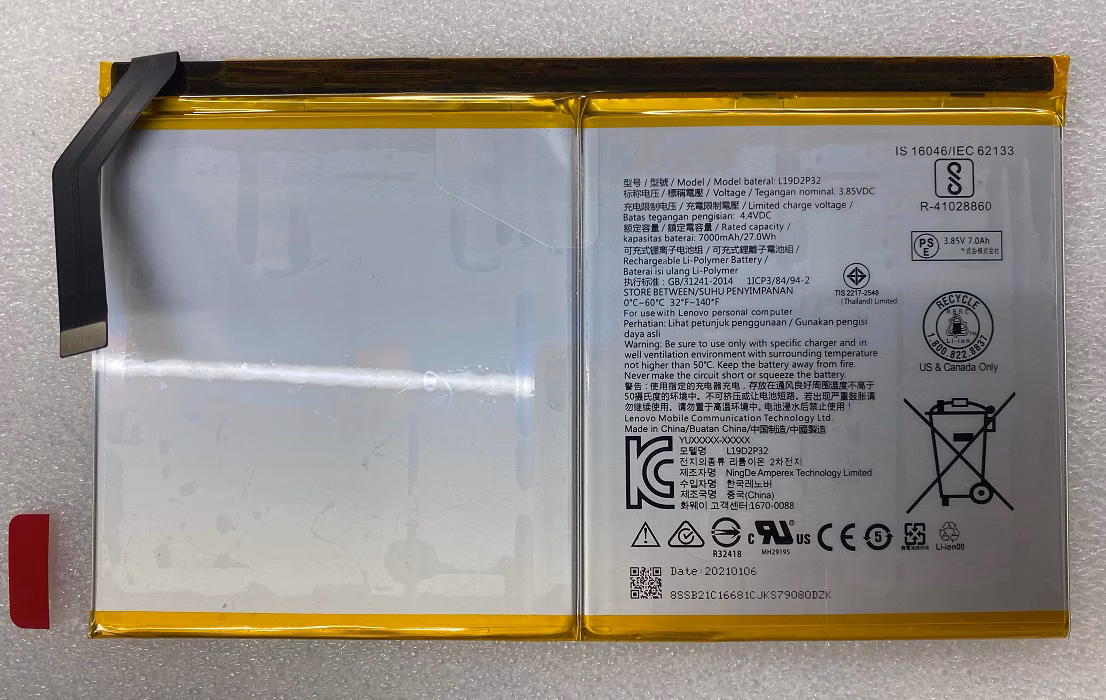 IS 16046/IEC 62133
R-41028860
型号 / 型號 / Model / Model baterai: L19D2P32
标称电压 / 標稱電壓 / Voltage / Tegangan nominal: 3.85VDC
充电限制电压 / 充電限制電壓 / Limited charge voltage /
Batas tegangan pengisian: 4.4VDC
额定容量 / 額定電容量 / Rated capacity /
kapasitas baterai: 7000mAh/27.0Wh
可充式锂离子电池组 / 可充式鋰離子電池組 /
Rechargeable Li-Polymer Battery /
Baterai isi ulang Li-Polymer
执行标准: GB/31241-2014 1ICP3/84/94-2
STORE BETWEEN/SUHU PENYIMPANAN
0°C~60°C 32°F~140°F
For use with Lenovo personal computer
Perhatian: Lihat petunjuk penggunaan / Gunakan pengisi
daya asli
Warning: Be sure to use only with specific charger and in
well ventilation environment with surrounding temperature
not higher than 50°C. Keep the battery away from fire.
Never make the circuit short or squeeze the battery.
警告:使用指定的充电器充电,存放在通风良好周围温度不高于
50摄氏度的环境中。不可挤压或让电池短路。若出现严重鼓胀请
勿继续使用。请勿置于高温环境中。电池浸水后禁止使用!
Lenovo Mobile Communication Technology Ltd.
Made in China/Buatan China/中国制造/中國製造
PS
E
3.85V 7.0Ah
TIS 2217-2548
(Thailand) Limited
RECYCLE
RBRC
Li-ion
1.800.822.8837
US & Canada Only
YUXXXXX-XXXXX
모델명 L19D2P32
전지의종류 리튬이온 2차전지
제조자명 NingDe Amperex Technology Limited
수입자명 한국레노버
제조국명 중국(China)
화웨이 고객센터:1670-0088
R32418
c RU US
MH29195
CE
5
Li-ion00
Date:20210106
8SSB21C16681CJKS79080DZK